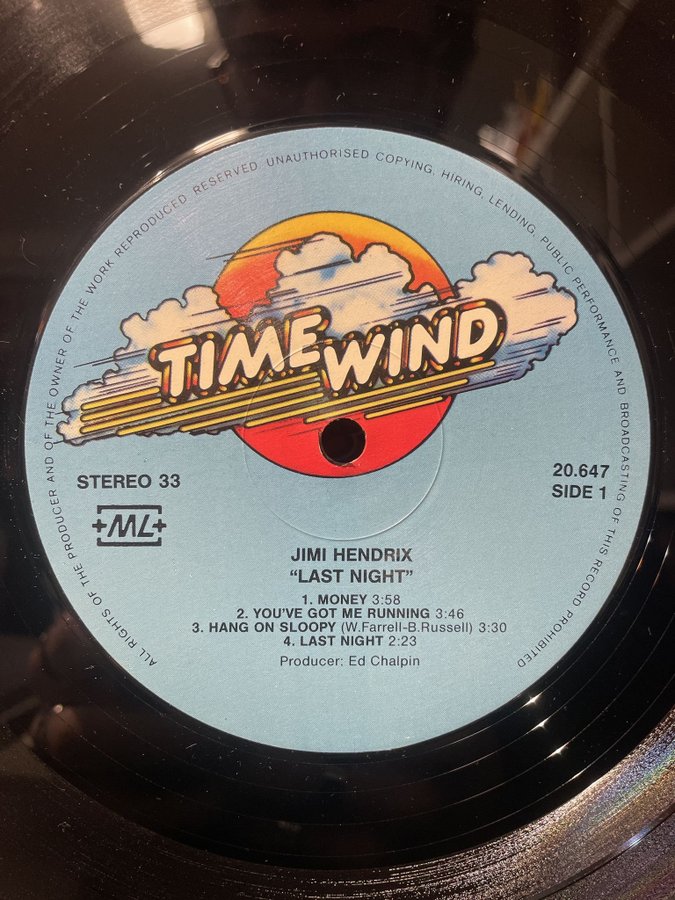 ALL RIGHTS OF THE PRODUCER AND OF THE OWNER OF THE WORK REPRODUCED RESERVED. UNAUTHORISED COPYING, HIRING, LENDING, PUBLIC PERFORMANCE AND BROADCASTING OF THIS RECORD PROHIBITED
TIME WIND
STEREO 33
20.647
SIDE 1
+ML+
JIMI HENDRIX
“LAST NIGHT”
1. MONEY 3:58
2. YOU’VE GOT ME RUNNING 3:46
3. HANG ON SLOOPY (W.Farrell-B.Russell) 3:30
4. LAST NIGHT 2:23
Producer: Ed Chalpin